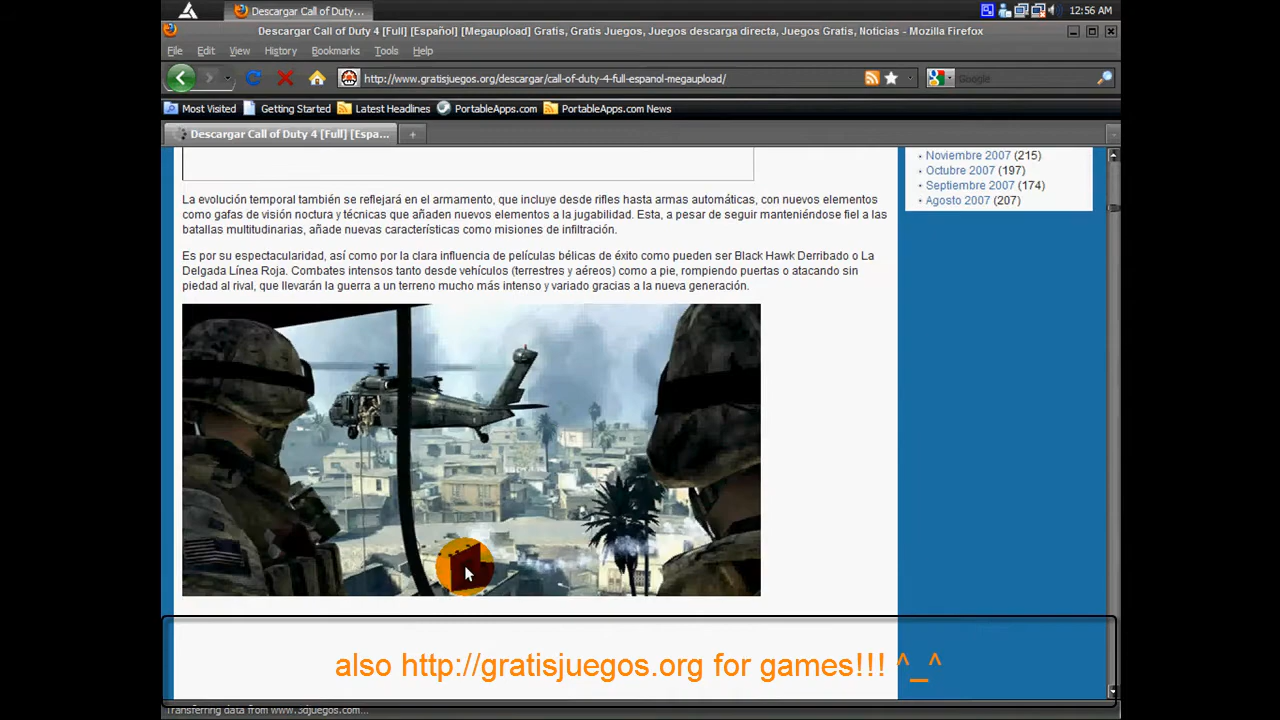 Descargar Call of Duty...
12:56 AM
Descargar Call of Duty 4 [Full] [Español] [Megaupload] Gratis, Gratis Juegos, Juegos descarga directa, Juegos Gratis, Noticias - Mozilla Firefox
File Edit View History Bookmarks Tools Help
http://www.gratisjuegos.org/descargar/call-of-duty-4-full-espanol-megaupload/
Google
Most Visited Getting Started Latest Headlines PortableApps.com PortableApps.com News
Descargar Call of Duty 4 [Full] [Espa...
La evolución temporal también se reflejará en el armamento, que incluye desde rifles hasta armas automáticas, con nuevos elementos
como gafas de visión noctura y técnicas que añaden nuevos elementos a la jugabilidad. Esta, a pesar de seguir manteniéndose fiel a las
batallas multitudinarias, añade nuevas características como misiones de infiltración.
Es por su espectacularidad, así como por la clara influencia de películas bélicas de éxito como pueden ser Black Hawk Derribado o La
Delgada Línea Roja. Combates intensos tanto desde vehículos (terrestres y aéreos) como a pie, rompiendo puertas o atacando sin
piedad al rival, que llevarán la guerra a un terreno mucho más intenso y variado gracias a la nueva generación.
Noviembre 2007 (215)
Octubre 2007 (197)
Septiembre 2007 (174)
Agosto 2007 (207)
also http://gratisjuegos.org for games!!! ^_^
Transferring data from www.3djuegos.com...